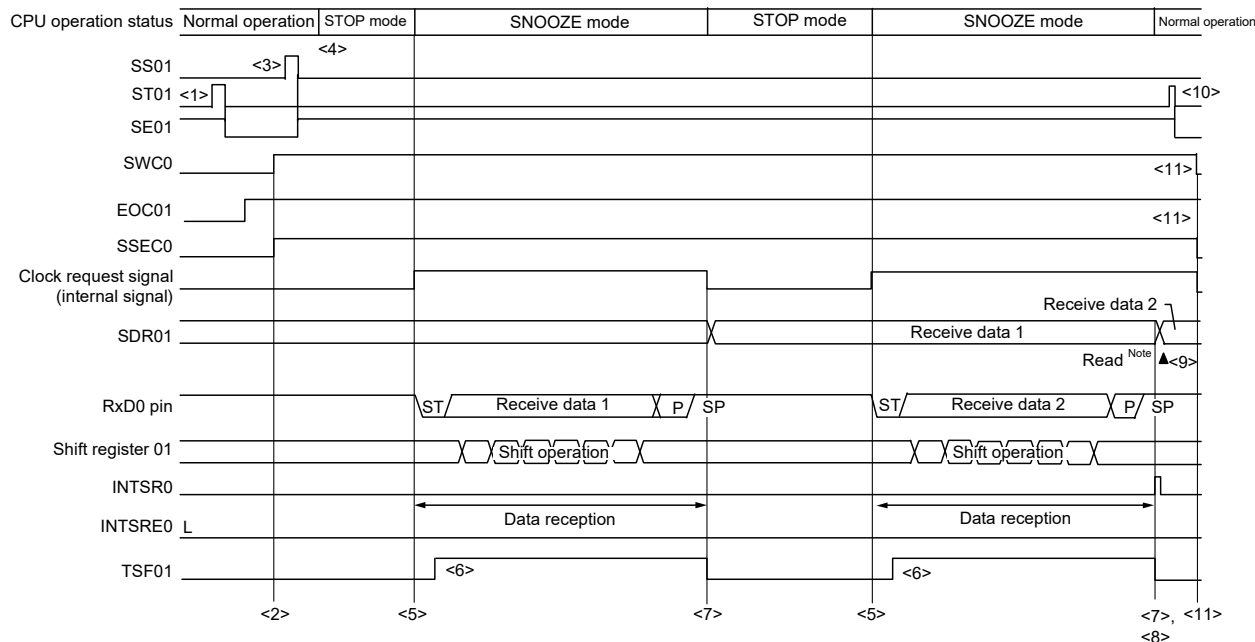 CPU operation status Normal operation STOP mode SNOOZE mode STOP mode SNOOZE mode Normal operation
<4>
SS01 <3>
ST01 <1> <10>
SE01
SWC0 <11>
EOC01 <11>
SSEC0
Clock request signal
(internal signal)
Receive data 2
SDR01 Receive data 1
Read Note ▲<9>
RxD0 pin ST Receive data 1 P SP ST Receive data 2 P SP
Shift register 01 Shift operation Shift operation
INTSR0
Data reception Data reception
INTSRE0 L
TSF01 <6> <6>
<2> <5> <7> <5> <7>, <11>
<8>